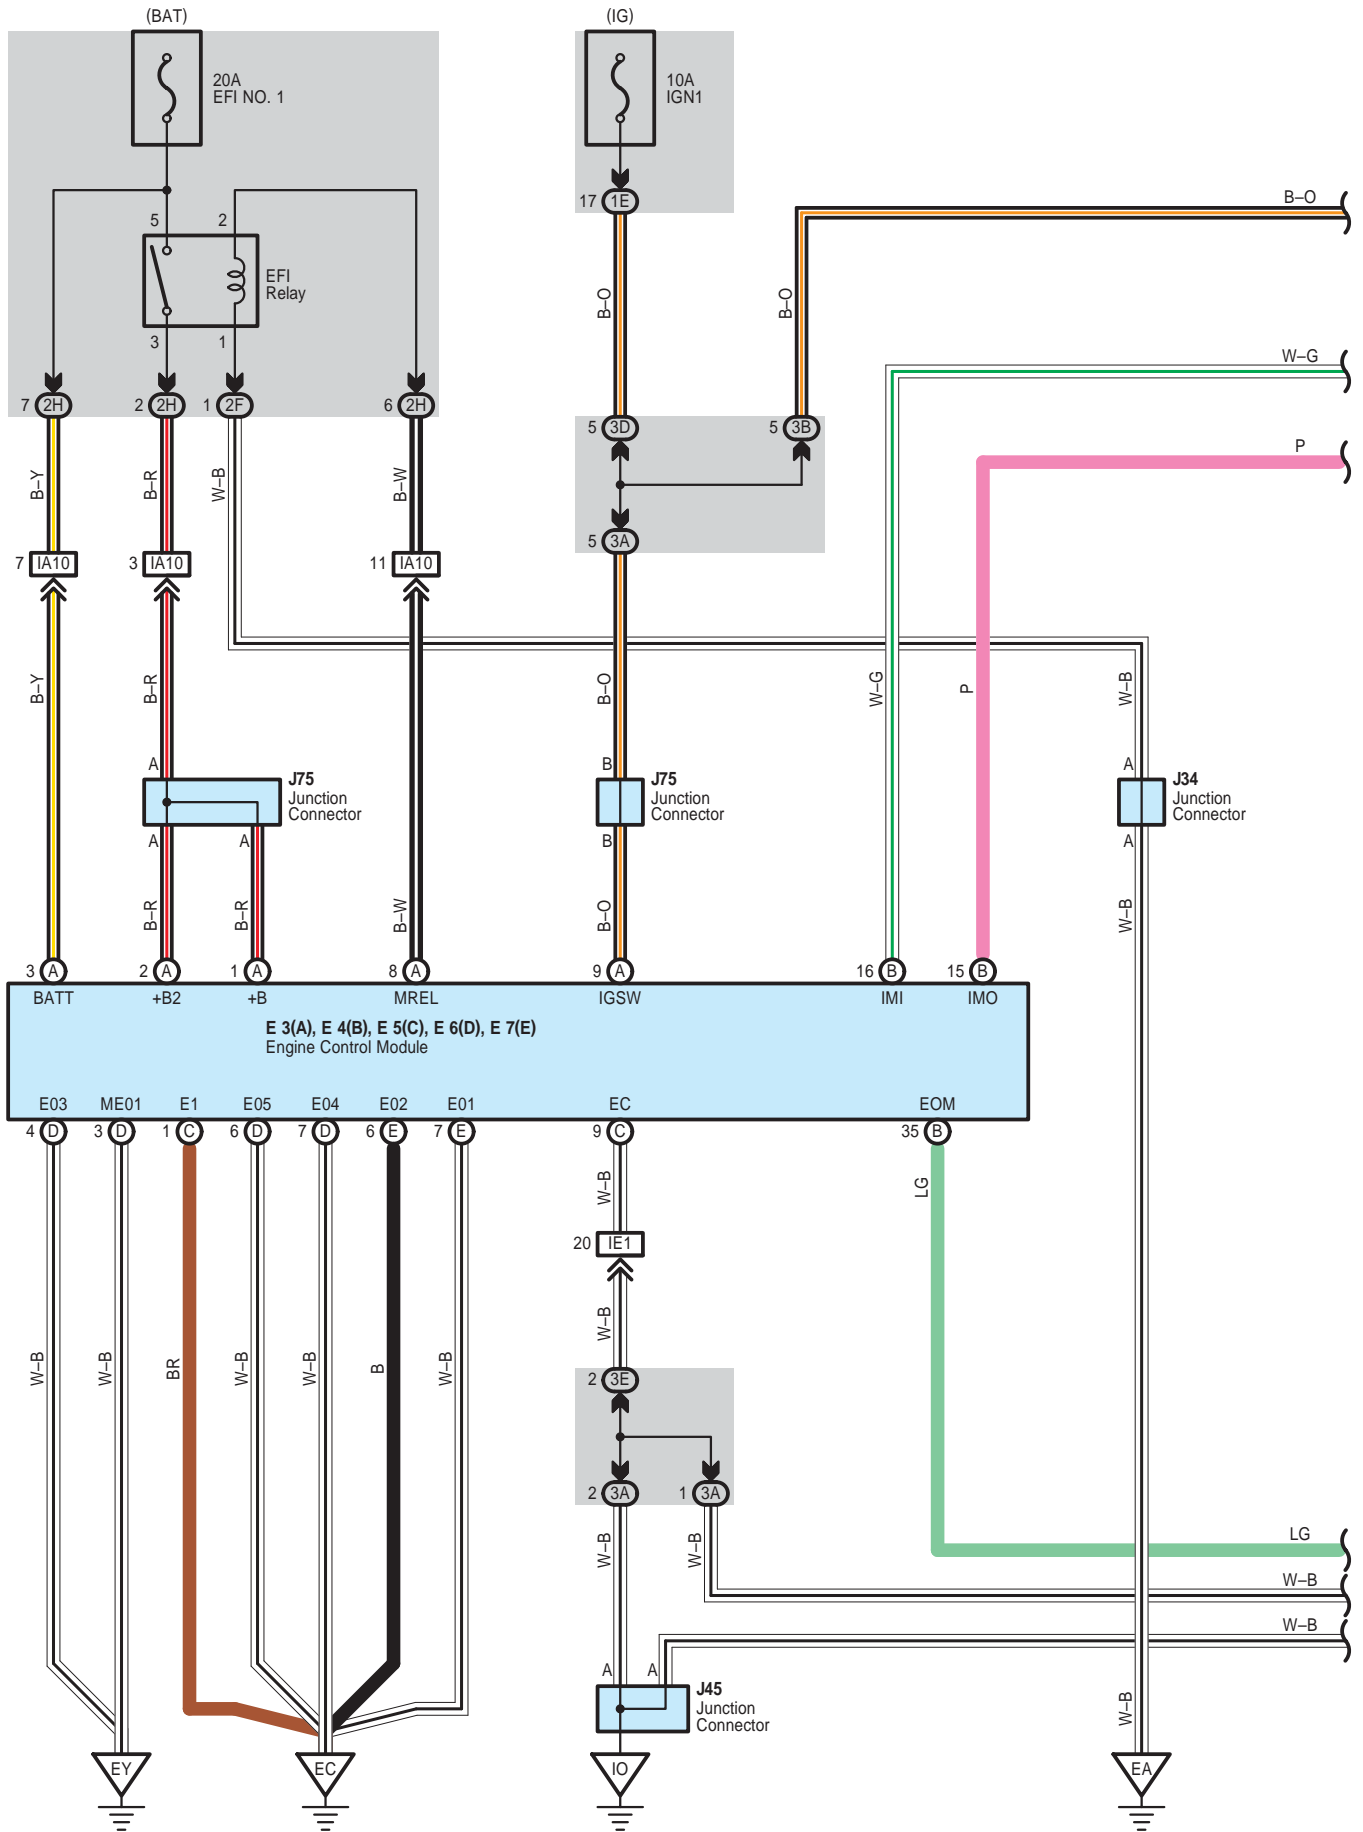 (BAT)
(IG)
20A
EFI NO. 1
10A
IGN1
17 1E
B–O
5 2
EFI
Relay
B–O
B–O
3 1
W–G
7 2H
2 2H
1 2F
6 2H
5 3D
5 3B
P
B–Y
B–R
W–B
B–W
5 3A
7 IA10
3 IA10
11 IA10
B–Y
B–R
B–O
W–G
P
W–B
A
B
A
J75
Junction
Connector
J75
Junction
Connector
J34
Junction
Connector
A
A
B
A
B–R
B–R
B–W
B–O
W–B
3 A
2 A
1 A
8 A
9 A
16 B
15 B
BATT
+B2
+B
MREL
IGSW
IMI
IMO
E 3(A), E 4(B), E 5(C), E 6(D), E 7(E)
Engine Control Module
E03
ME01
E1
E05
E04
E02
E01
EC
EOM
4 D
3 D
1 C
6 D
7 D
6 E
7 E
9 C
35 B
W–B
LG
20 IE1
W–B
W–B
W–B
BR
W–B
W–B
B
W–B
2 3E
2 3A
1 3A
W–B
W–B
LG
W–B
W–B
A
A
J45
Junction
Connector
W–B
EY
EC
IO
EA